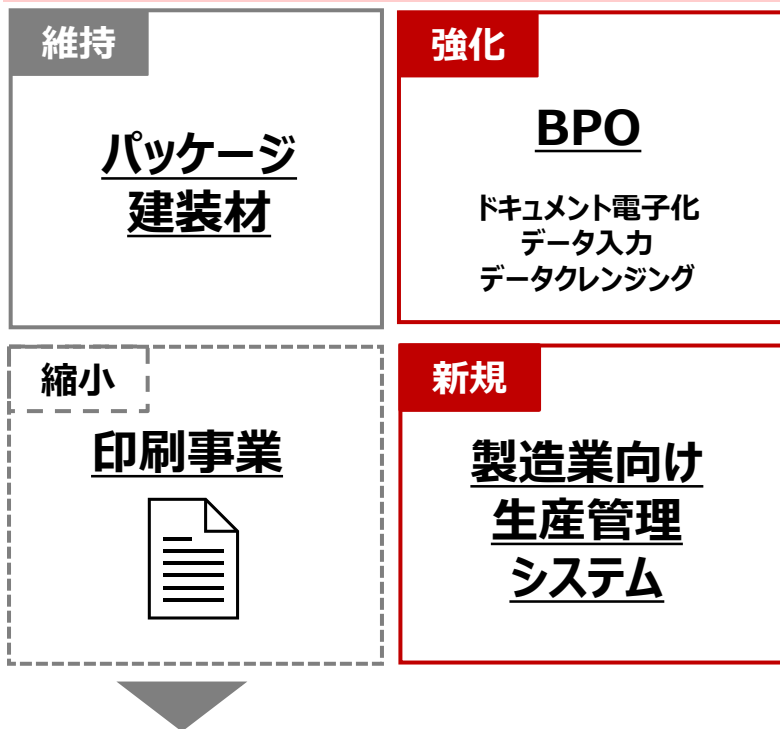 維持
パッケージ
建装材
強化
BPO
ドキュメント電子化
データ入力
データクレンジング
縮小
印刷事業
新規
製造業向け
生産管理
システム